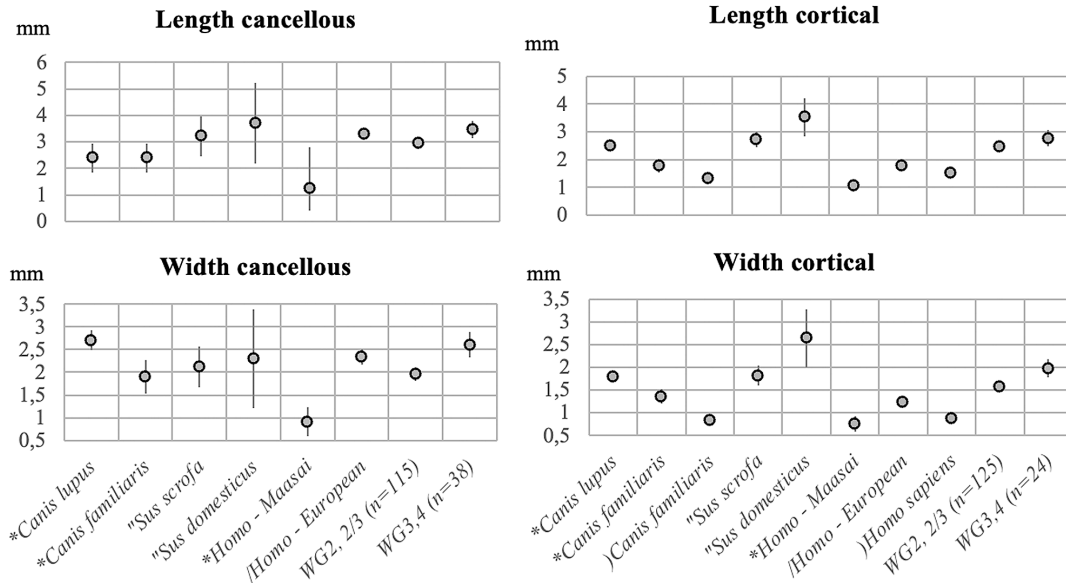 Length cancellous
mm
6
5
4
3
2
1
0
Length cortical
mm
5
4
3
2
1
0
Width cancellous
mm
3,5
3
2,5
2
1,5
1
0,5
*Canis lupus
*Canis familiaris
"Sus scrofa
"Sus domesticus
*Homo - Maasai
/Homo - European
WG2, 2/3 (n=115)
WG3,4 (n=38)
Width cortical
mm
3,5
3
2,5
2
1,5
1
0,5
*Canis lupus
*Canis familiaris
)Canis familiaris
"Sus scrofa
"Sus domesticus
*Homo - Maasai
/Homo - European
)Homo sapiens
WG2, 2/3 (n=125)
WG3,4 (n=24)